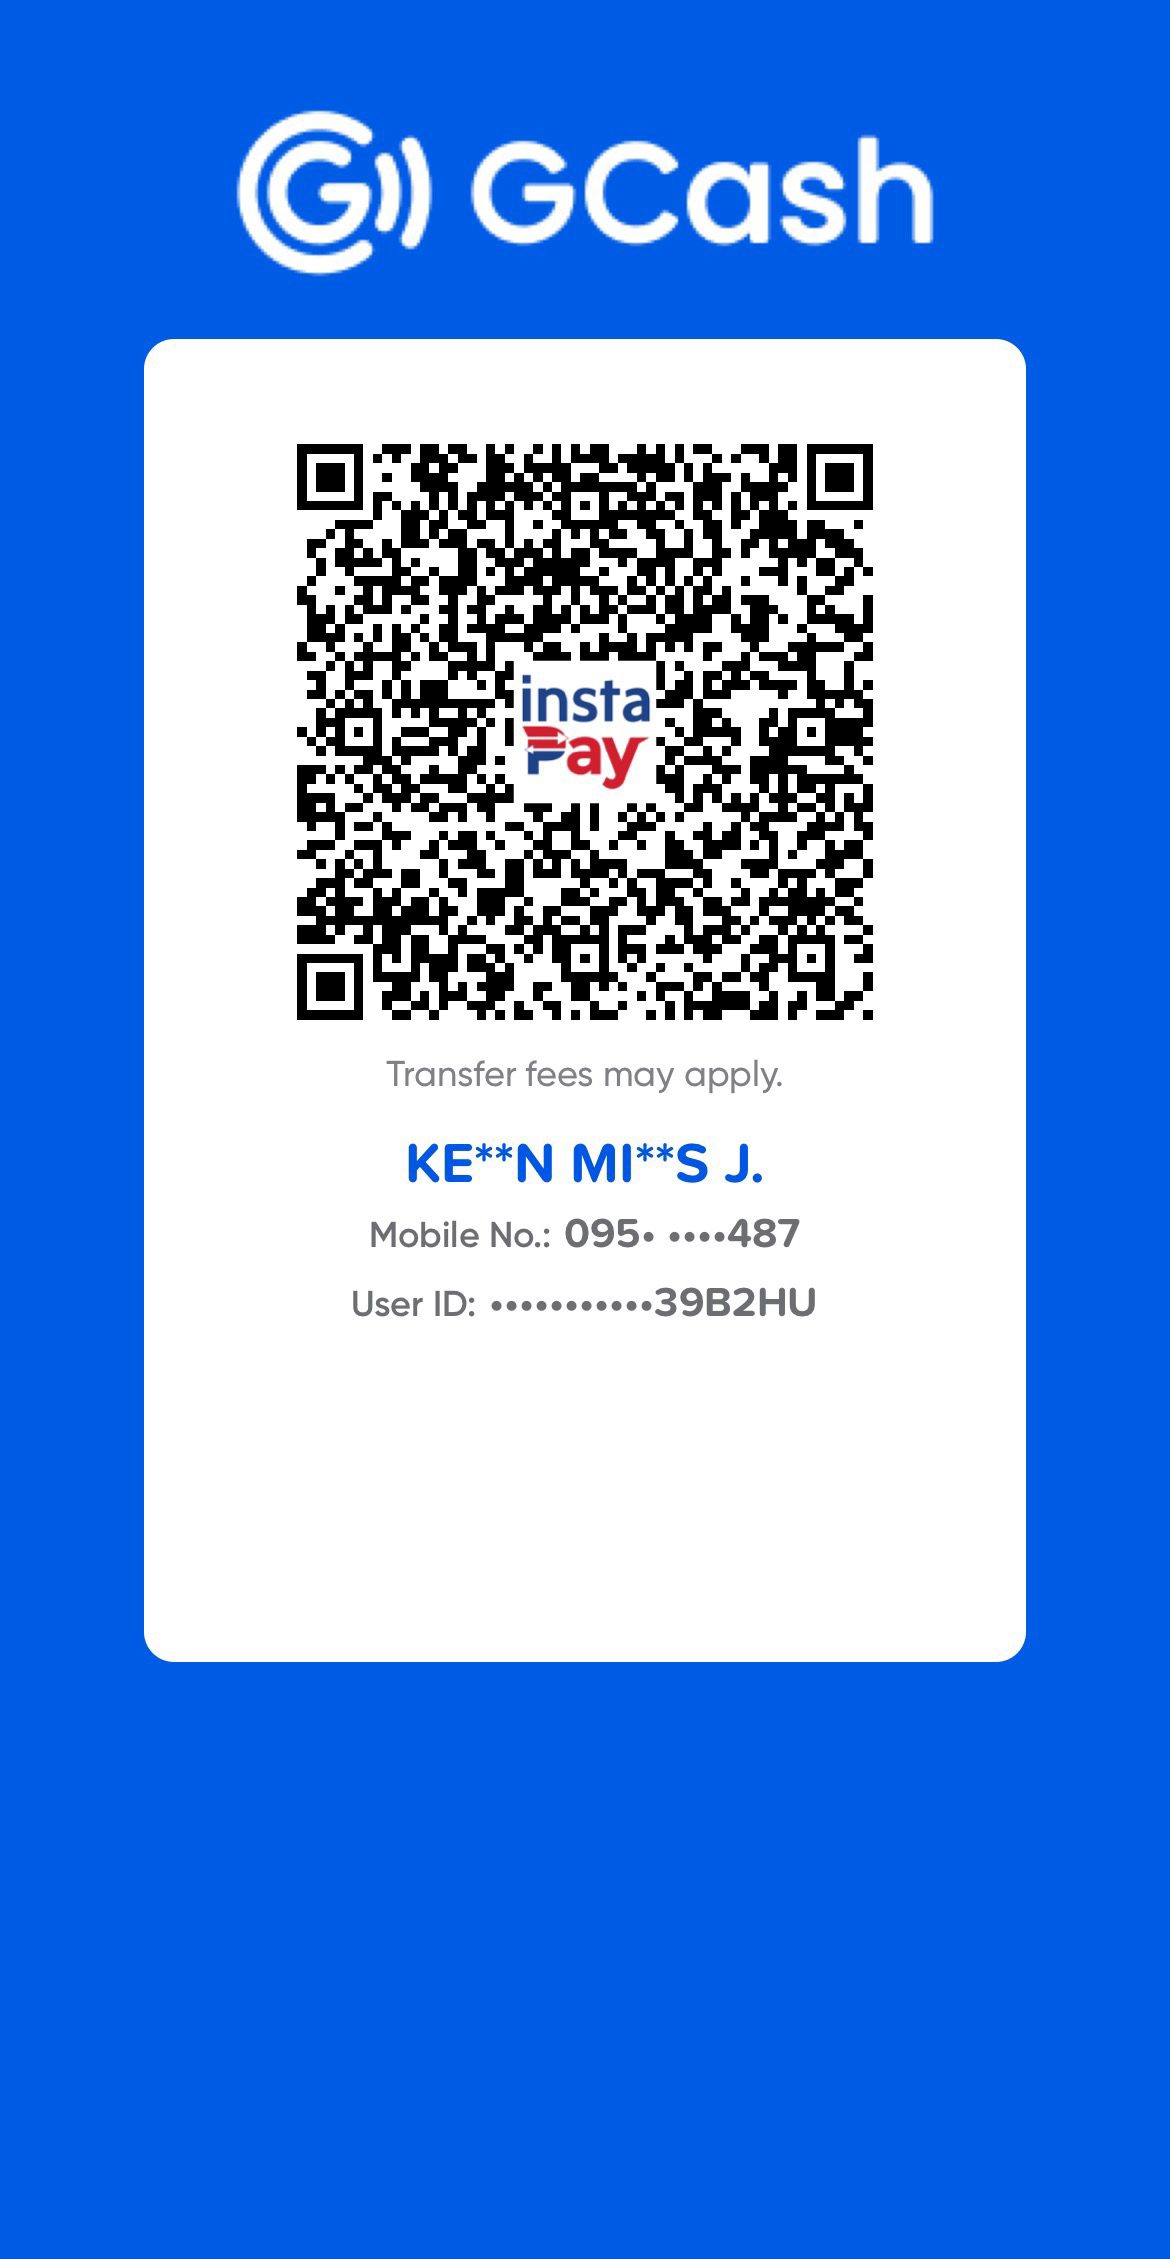 GCash
insta
Pay
Transfer fees may apply.
KE**N MI**S J.
Mobile No.: 095• ••••487
User ID: •••••••••••39B2HU